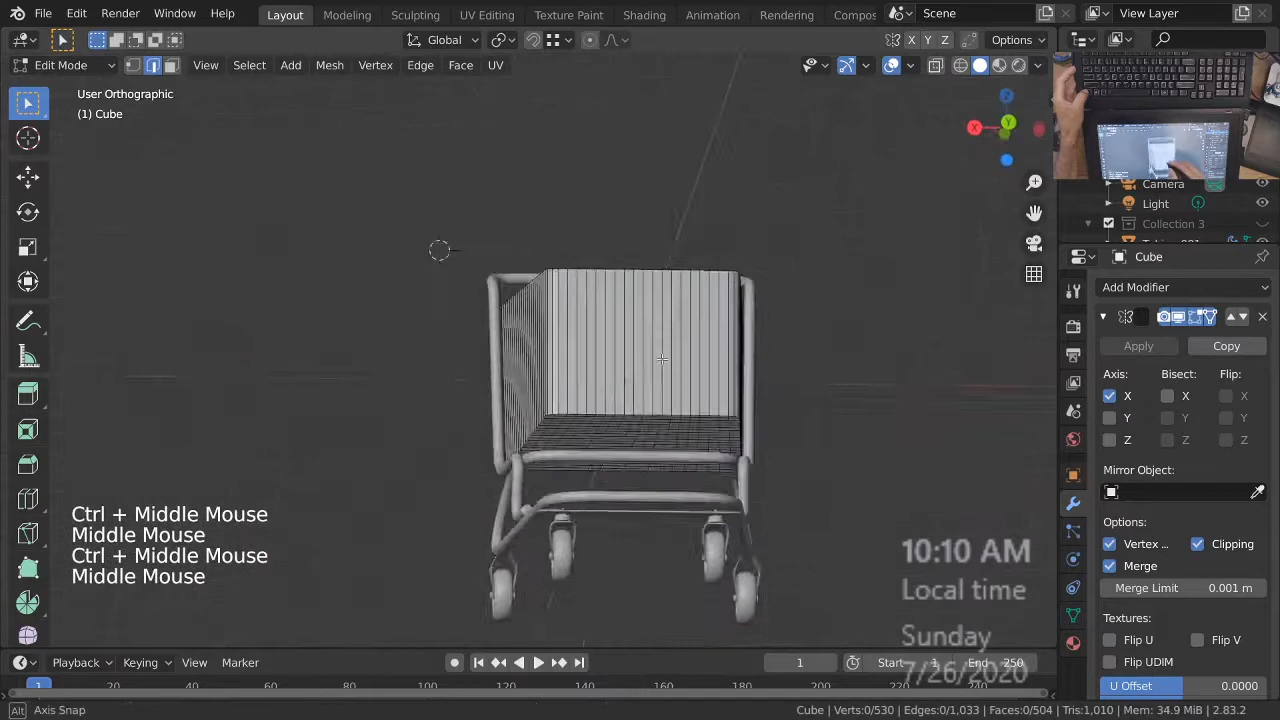 File Edit Render Window Help Layout Modeling Sculpting UV Editing Texture Paint Shading Animation Rendering Compos Scene View Layer
Global X Y Z Options
Edit Mode View Select Add Mesh Vertex Edge Face UV
User Orthographic
(1) Cube
X Y Z
Camera
Light
Collection 3
Cube
Add Modifier
Apply Copy
Axis: Bisect: Flip:
X X X
Y Y Y
Z Z Z
Mirror Object:
Options:
Vertex ... Clipping
Merge
Merge Limit 0.001 m
Textures:
Flip U Flip V
Flip UDIM
U Offset 0.0000
Ctrl + Middle Mouse
Middle Mouse
Ctrl + Middle Mouse
Middle Mouse
10:10 AM
Local time
Sunday
7/26/2020
Playback Keying View Marker 1 Start 1 End 250
1 20 80 100 120 140 160 180 200 220 240
Alt Axis Snap Cube | Verts:0/530 | Edges:0/1,033 | Faces:0/504 | Tris:1,010 | Mem: 34.9 MiB | 2.83.2